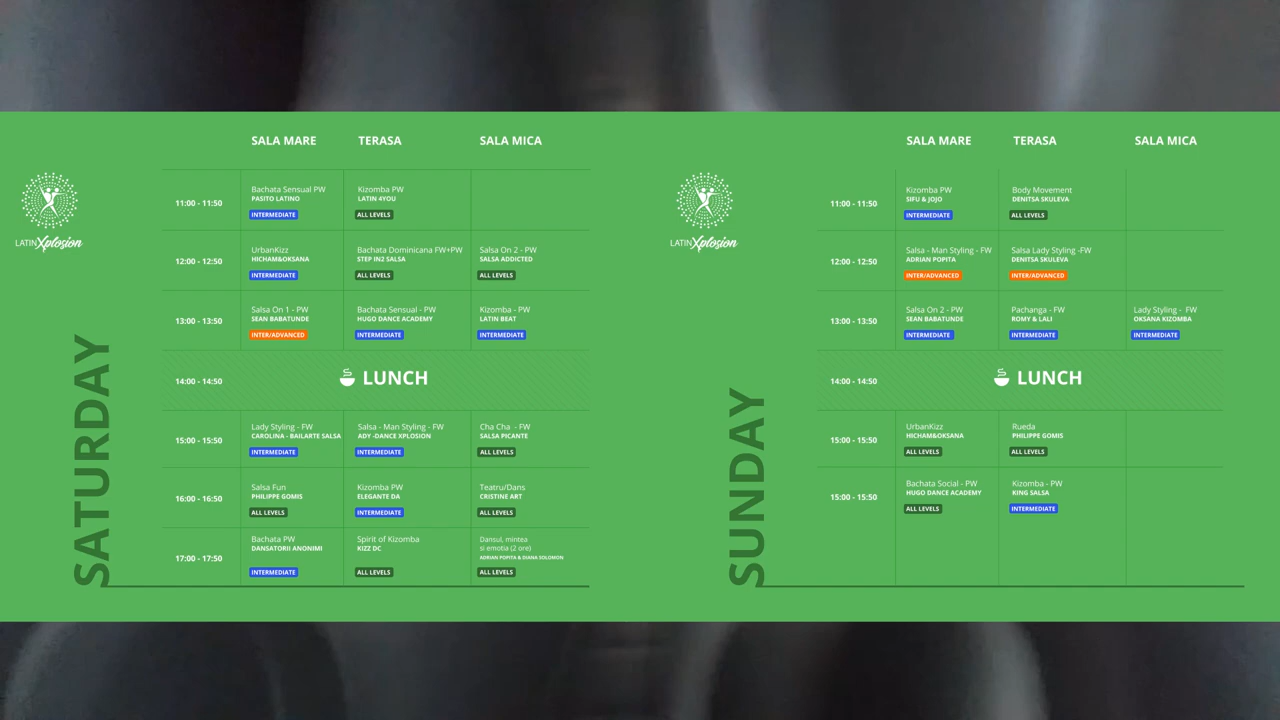 SALA MARE TERASA SALA MICA
LATINXplosion
SATURDAY
11:00 - 11:50
Bachata Sensual PW
PASITO LATINO
INTERMEDIATE
Kizomba PW
LATIN 4YOU
ALL LEVELS
12:00 - 12:50
UrbanKizz
HICHAM&OKSANA
INTERMEDIATE
Bachata Dominicana FW+PW
STEP IN2 SALSA
ALL LEVELS
Salsa On 2 - PW
SALSA ADDICTED
ALL LEVELS
13:00 - 13:50
Salsa On 1 - PW
SEAN BABATUNDE
INTER/ADVANCED
Bachata Sensual - PW
HUGO DANCE ACADEMY
INTERMEDIATE
Kizomba - PW
LATIN BEAT
INTERMEDIATE
14:00 - 14:50
LUNCH
15:00 - 15:50
Lady Styling - FW
CAROLINA - BAILARTE SALSA
INTERMEDIATE
Salsa - Man Styling - FW
ADY -DANCE XPLOSION
INTERMEDIATE
Cha Cha - FW
SALSA PICANTE
ALL LEVELS
16:00 - 16:50
Salsa Fun
PHILIPPE GOMIS
ALL LEVELS
Kizomba PW
ELEGANTE DA
INTERMEDIATE
Teatru/Dans
CRISTINE ART
ALL LEVELS
17:00 - 17:50
Bachata PW
DANSATORII ANONIMI
INTERMEDIATE
Spirit of Kizomba
KIZZ DC
ALL LEVELS
Dansul, mintea
si emotia (2 ore)
ADRIAN POPITA & DIANA SOLOMON
ALL LEVELS
SALA MARE TERASA SALA MICA
LATINXplosion
SUNDAY
11:00 - 11:50
Kizomba PW
SIFU & JOJO
INTERMEDIATE
Body Movement
DENITSA SKULEVA
ALL LEVELS
12:00 - 12:50
Salsa - Man Styling - FW
ADRIAN POPITA
INTER/ADVANCED
Salsa Lady Styling -FW
DENITSA SKULEVA
INTER/ADVANCED
13:00 - 13:50
Salsa On 2 - PW
SEAN BABATUNDE
INTERMEDIATE
Pachanga - FW
ROMY & LALI
INTERMEDIATE
Lady Styling - FW
OKSANA KIZOMBA
INTERMEDIATE
14:00 - 14:50
LUNCH
15:00 - 15:50
UrbanKizz
HICHAM&OKSANA
ALL LEVELS
Rueda
PHILIPPE GOMIS
ALL LEVELS
15:00 - 15:50
Bachata Social - PW
HUGO DANCE ACADEMY
ALL LEVELS
Kizomba - PW
KING SALSA
INTERMEDIATE